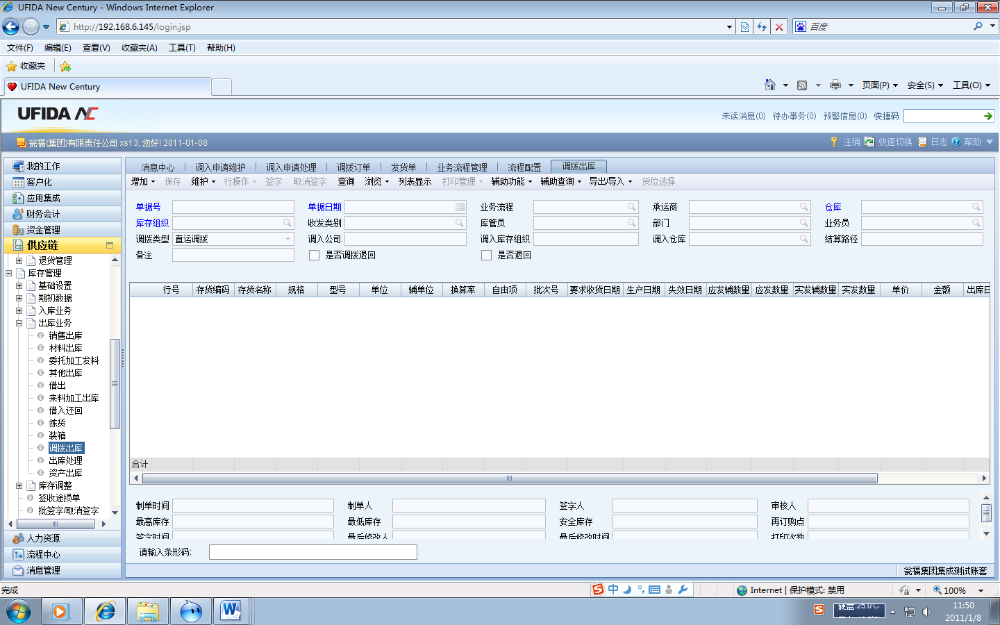 UFIDA New Century - Windows Internet Explorer
http://192.168.6.145/login.jsp
百度
文件(F) 编辑(E) 查看(V) 收藏夹(A) 工具(T) 帮助(H)
收藏夹
UFIDA New Century
页面(P) 安全(S) 工具(O)
UFIDA NC
未读消息(0) 待办事务(0) 预警信息(0) 快捷码
瓮福(集团)有限责任公司 xs13, 您好! 2011-01-08
注销 快速切换 日志 帮助
我的工作
客户化
应用集成
财务会计
资金管理
供应链
退货管理
库存管理
基础设置
期初数据
入库业务
出库业务
销售出库
材料出库
委托加工发料
其他出库
借出
来料加工出库
借入还回
拣货
装箱
调拨出库
出库处理
资产出库
库存调整
签收途损单
批签字/取消签字
人力资源
流程中心
消息管理
消息中心 调入申请维护 调入申请处理 调拨订单 发货单 业务流程管理 流程配置 调拨出库
增加 保存 维护 行操作 签字 取消签字 查询 浏览 列表显示 打印管理 辅助功能 辅助查询 导出/导入 货位选择
单据号 单据日期 业务流程 承运商 仓库
库存组织 收发类别 库管员 部门 业务员
调拨类型 直运调拨 调入公司 调入库存组织 调入仓库 结算路径
备注 是否调拨退回 是否退回
行号 存货编码 存货名称 规格 型号 单位 辅单位 换算率 自由项 批次号 要求收货日期 生产日期 失效日期 应发辅数量 应发数量 实发辅数量 实发数量 单价 金额 出库日
合计
制单时间 制单人 签字人 审核人
最高库存 最低库存 安全库存 再订购点
签字时间 最后修改人 最后修改时间 打印次数
请输入条形码:
瓮福集团集成测试账套
完成
中
Internet | 保护模式: 禁用
100%
硬盘:25.0℃
11:50
2011/1/8